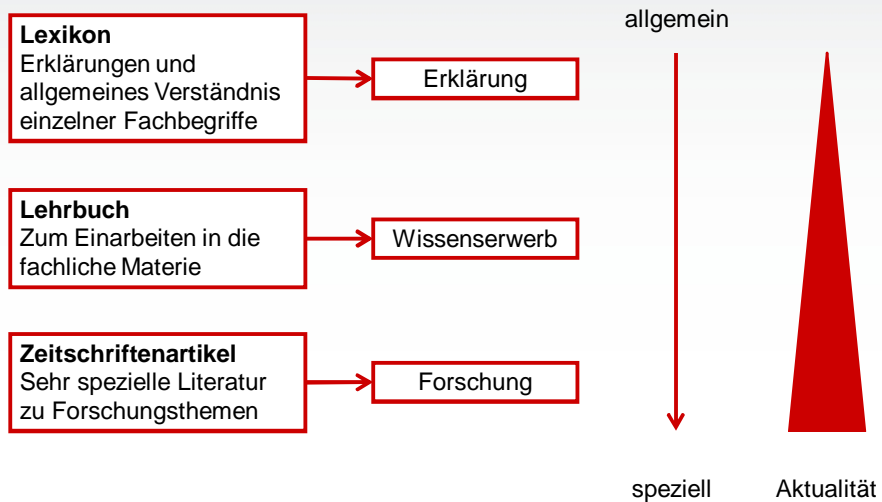 allgemein
Lexikon
Erklärungen und
allgemeines Verständnis
einzelner Fachbegriffe
Erklärung
Lehrbuch
Zum Einarbeiten in die
fachliche Materie
Wissenserwerb
Zeitschriftenartikel
Sehr spezielle Literatur
zu Forschungsthemen
Forschung
speziell
Aktualität